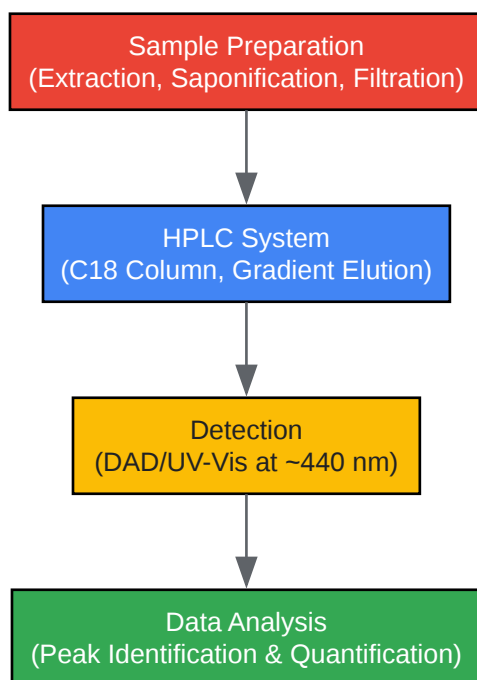 Sample Preparation
(Extraction, Saponification, Filtration)
HPLC System
(C18 Column, Gradient Elution)
Detection
(DAD/UV-Vis at ~440 nm)
Data Analysis
(Peak Identification & Quantification)